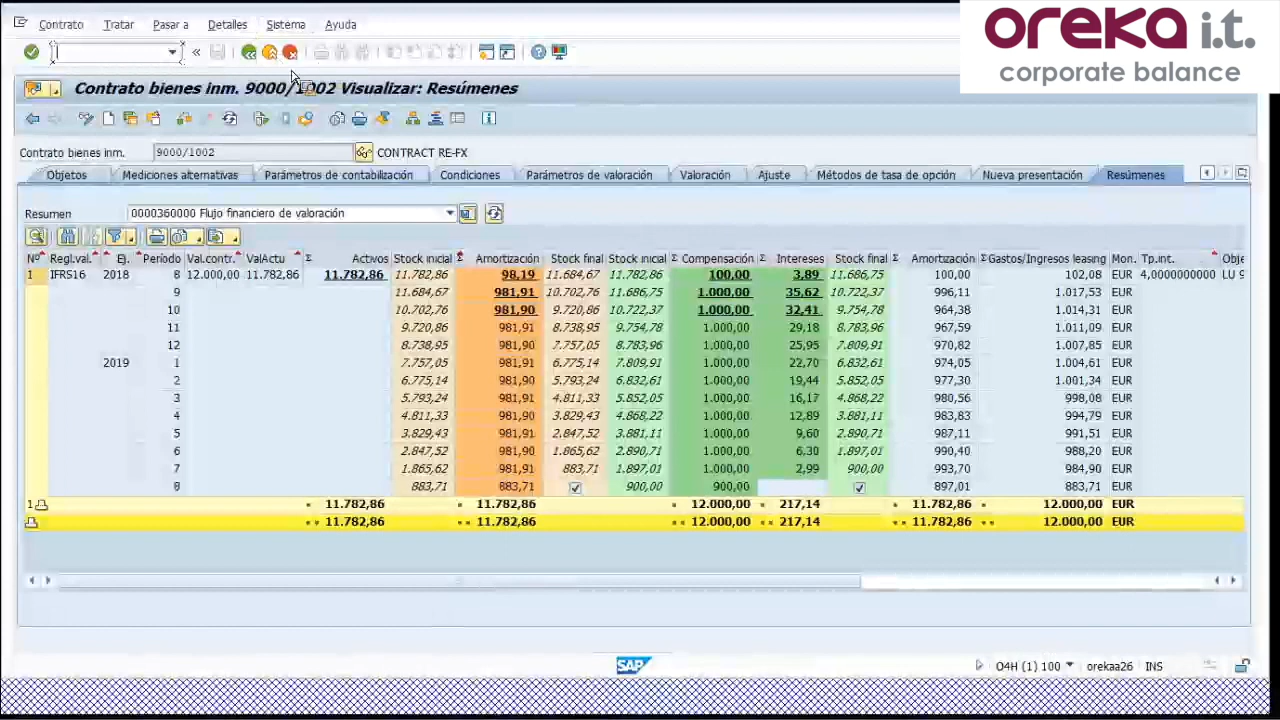 Contrato Tratar Pasar a Detalles Sistema Ayuda
oreka i.t.
corporate balance
Contrato bienes inm. 9000/1002 Visualizar: Resúmenes
Contrato bienes inm. 9000/1002 CONTRACT RE-FX
Objetos Mediciones alternativas Parámetros de contabilización Condiciones Parámetros de valoración Valoración Ajuste Métodos de tasa de opción Nueva presentación Resúmenes
Resumen 0000360000 Flujo financiero de valoración
Nº Regl.val. Ej. Período Val.contr. ValActu Σ Activos Stock inicial Σ Amortización Stock final Stock inicial Σ Compensación Σ Intereses Stock final Σ Amortización Σ Gastos/Ingresos leasing Mon. Tp.int. Obje
1 IFRS16 2018 8 12.000,00 11.782,86 11.782,86 11.782,86 98,19 11.684,67 11.782,86 100,00 3,89 11.686,75 100,00 102,08 EUR 4,0000000000 LU 9
9 11.684,67 981,91 10.702,76 11.686,75 1.000,00 35,62 10.722,37 996,11 1.017,53 EUR
10 10.702,76 981,90 9.720,86 10.722,37 1.000,00 32,41 9.754,78 964,38 1.014,31 EUR
11 9.720,86 981,91 8.738,95 9.754,78 1.000,00 29,18 8.783,96 967,59 1.011,09 EUR
12 8.738,95 981,90 7.757,05 8.783,96 1.000,00 25,95 7.809,91 970,82 1.007,85 EUR
2019 1 7.757,05 981,91 6.775,14 7.809,91 1.000,00 22,70 6.832,61 974,05 1.004,61 EUR
2 6.775,14 981,90 5.793,24 6.832,61 1.000,00 19,44 5.852,05 977,30 1.001,34 EUR
3 5.793,24 981,91 4.811,33 5.852,05 1.000,00 16,17 4.868,22 980,56 998,08 EUR
4 4.811,33 981,90 3.829,43 4.868,22 1.000,00 12,89 3.881,11 983,83 994,79 EUR
5 3.829,43 981,91 2.847,52 3.881,11 1.000,00 9,60 2.890,71 987,11 991,51 EUR
6 2.847,52 981,90 1.865,62 2.890,71 1.000,00 6,30 1.897,01 990,40 988,20 EUR
7 1.865,62 981,91 883,71 1.897,01 1.000,00 2,99 900,00 993,70 984,90 EUR
8 883,71 883,71 900,00 900,00 897,01 883,71 EUR
1 11.782,86 11.782,86 12.000,00 217,14 11.782,86 12.000,00 EUR
11.782,86 11.782,86 12.000,00 217,14 11.782,86 12.000,00 EUR
SAP O4H (1) 100 orekaa26 INS